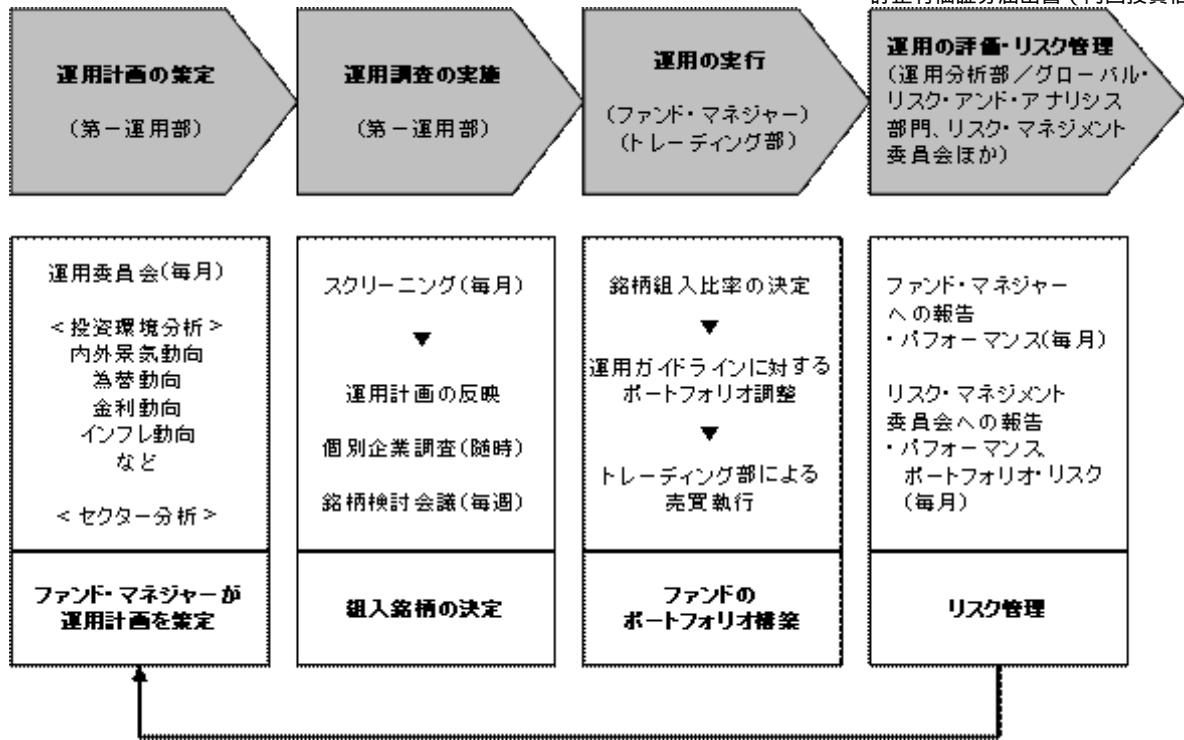 運用計画の策定
(第一運用部)
運用調査の実施
(第一運用部)
運用の実行
(ファンド・マネジャー)
(トレーディング部)
運用の評価・リスク管理
(運用分析部/グローバル・
リスク・アンド・アナリシス
部門、リスク・マネジメント
委員会ほか)
運用委員会(毎月)
<投資環境分析>
内外景気動向
為替動向
金利動向
インフレ動向
など
<セクター分析>
ファンド・マネジャーが
運用計画を策定
スクリーニング(毎月)
▼
運用計画の反映
個別企業調査(随時)
銘柄検討会議(毎週)
組入銘柄の決定
銘柄組入比率の決定
▼
運用ガイドラインに対する
ポートフォリオ調整
▼
トレーディング部による
売買執行
ファンドの
ポートフォリオ構築
ファンド・マネジャー
への報告
・パフォーマンス(毎月)
リスク・マネジメント
委員会への報告
・パフォーマンス、
ポートフォリオ・リスク
(毎月)
リスク管理